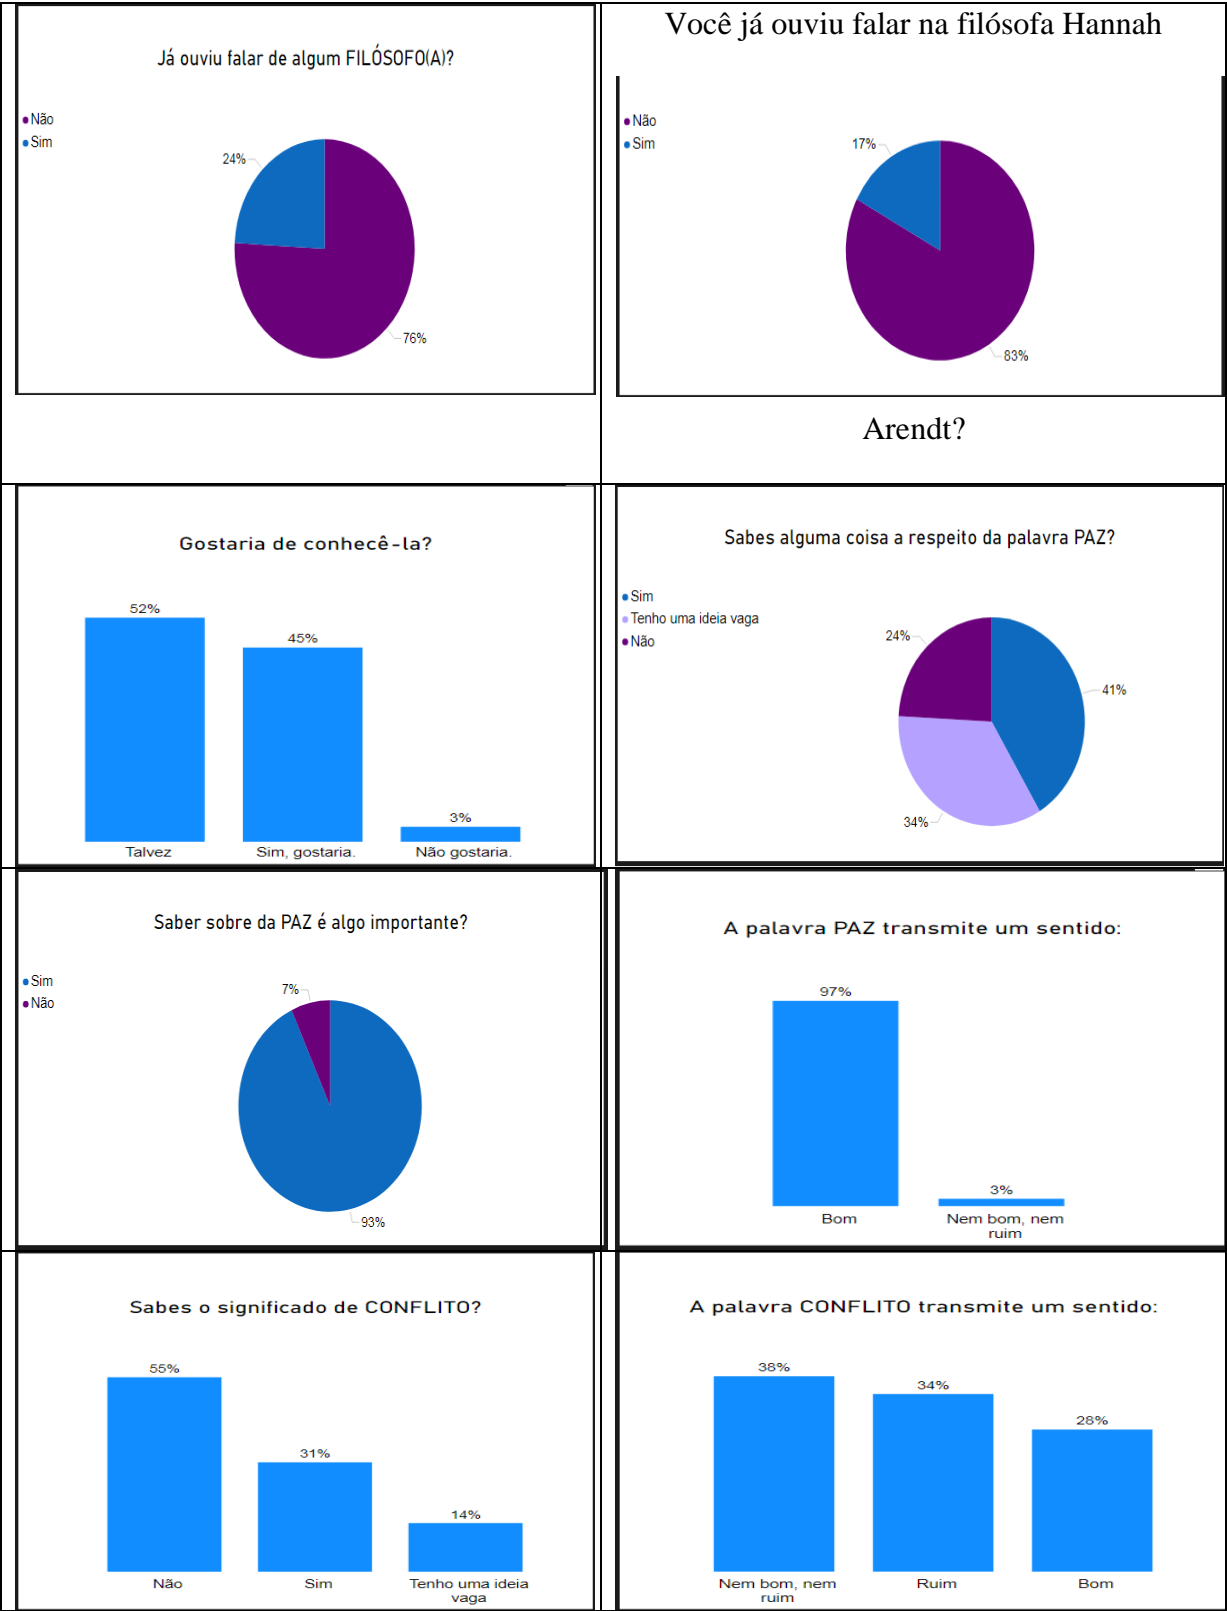 Já ouviu falar de algum FILÓSOFO(A)?
Não
Sim
24%
76%
Você já ouviu falar na filósofa Hannah
Não
Sim
17%
83%
Arendt?
Gostaria de conhecê-la?
52%
45%
3%
Talvez
Sim, gostaria.
Não gostaria.
Sabes alguma coisa a respeito da palavra PAZ?
Sim
Tenho uma ideia vaga
Não
24%
41%
34%
Saber sobre da PAZ é algo importante?
Sim
Não
7%
93%
A palavra PAZ transmite um sentido:
97%
3%
Bom
Nem bom, nem
ruim
Sabes o significado de CONFLITO?
55%
31%
14%
Não
Sim
Tenho uma ideia
vaga
A palavra CONFLITO transmite um sentido:
38%
34%
28%
Nem bom, nem
ruim
Ruim
Bom